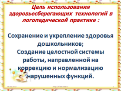 Цель использования
здоровьесберегающих технологий в
логопедической практике :
Сохранение и укрепление здоровья
дошкольников;
Создание целостной системы
работы, направленной на
коррекцию и нормализацию
нарушенных функций.